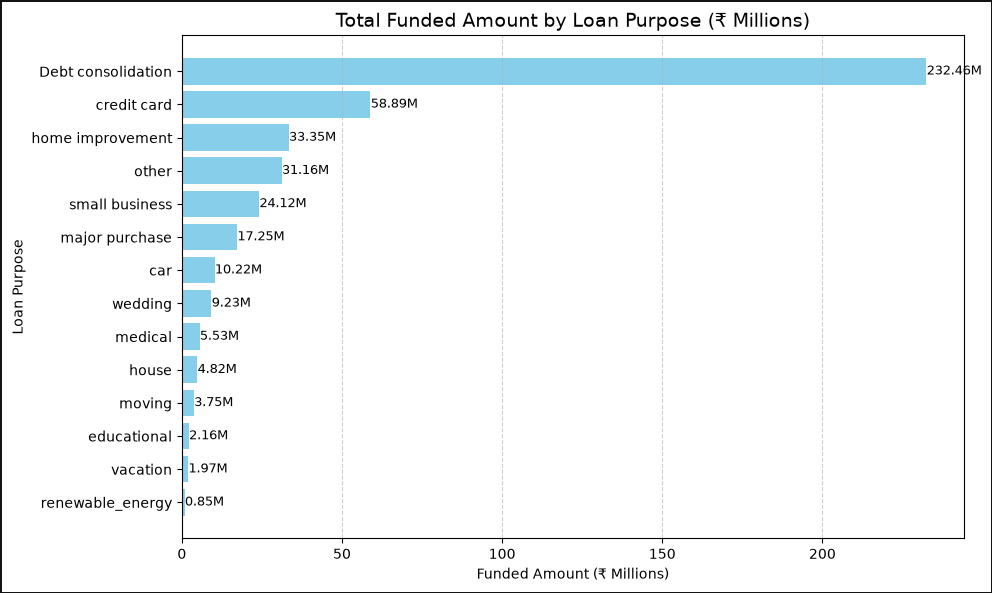 Total Funded Amount by Loan Purpose (₹ Millions)
Debt consolidation 232.46M
credit card 58.89M
home improvement 33.35M
other 31.16M
small business 24.12M
major purchase 17.25M
car 10.22M
wedding 9.23M
medical 5.53M
house 4.82M
moving 3.75M
educational 2.16M
vacation 1.97M
renewable_energy 0.85M
Loan Purpose
0 50 100 150 200
Funded Amount (₹ Millions)